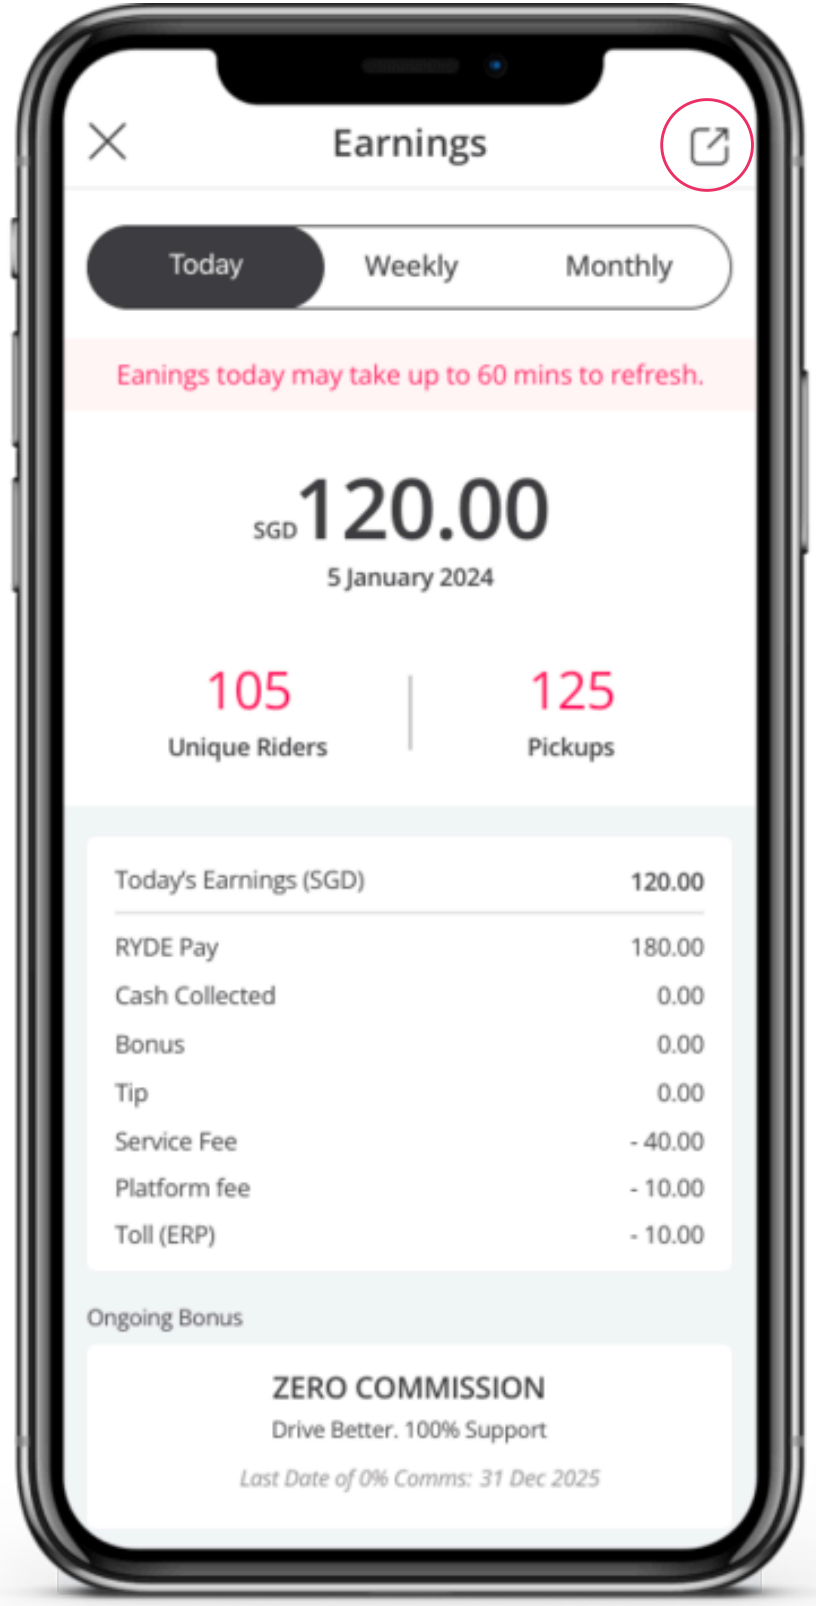 Earnings
Today Weekly Monthly
Eanings today may take up to 60 mins to refresh.
SGD 120.00
5 January 2024
105 125
Unique Riders Pickups
Today's Earnings (SGD) 120.00
RYDE Pay 180.00
Cash Collected 0.00
Bonus 0.00
Tip 0.00
Service Fee - 40.00
Platform fee - 10.00
Toll (ERP) - 10.00
Ongoing Bonus
ZERO COMMISSION
Drive Better. 100% Support
Last Date of 0% Comms: 31 Dec 2025